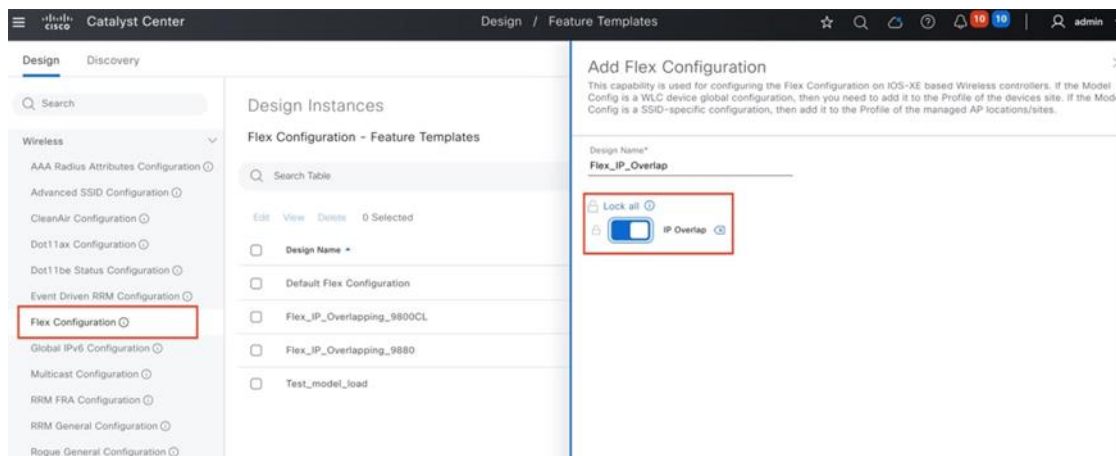 cisco Catalyst Center
Design / Feature Templates
10 10
admin
Design Discovery
Search
Wireless
AAA Radius Attributes Configuration
Advanced SSID Configuration
CleanAir Configuration
Dot11ax Configuration
Dot11be Status Configuration
Event Driven RRM Configuration
Flex Configuration
Global IPv6 Configuration
Multicast Configuration
RRM FRA Configuration
RRM General Configuration
Rogue General Configuration
Design Instances
Flex Configuration - Feature Templates
Search Table
Edit View Delete 0 Selected
Design Name
Default Flex Configuration
Flex_IP_Overlapping_9800CL
Flex_IP_Overlapping_9880
Test_model_load
Add Flex Configuration
This capability is used for configuring the Flex Configuration on IOS-XE based Wireless controllers. If the Model
Config is a WLC device global configuration, then you need to add it to the Profile of the devices site. If the Mod
Config is a SSID-specific configuration, then add it to the Profile of the managed AP locations/sites.
Design Name*
Flex_IP_Overlap
Lock all
IP Overlap